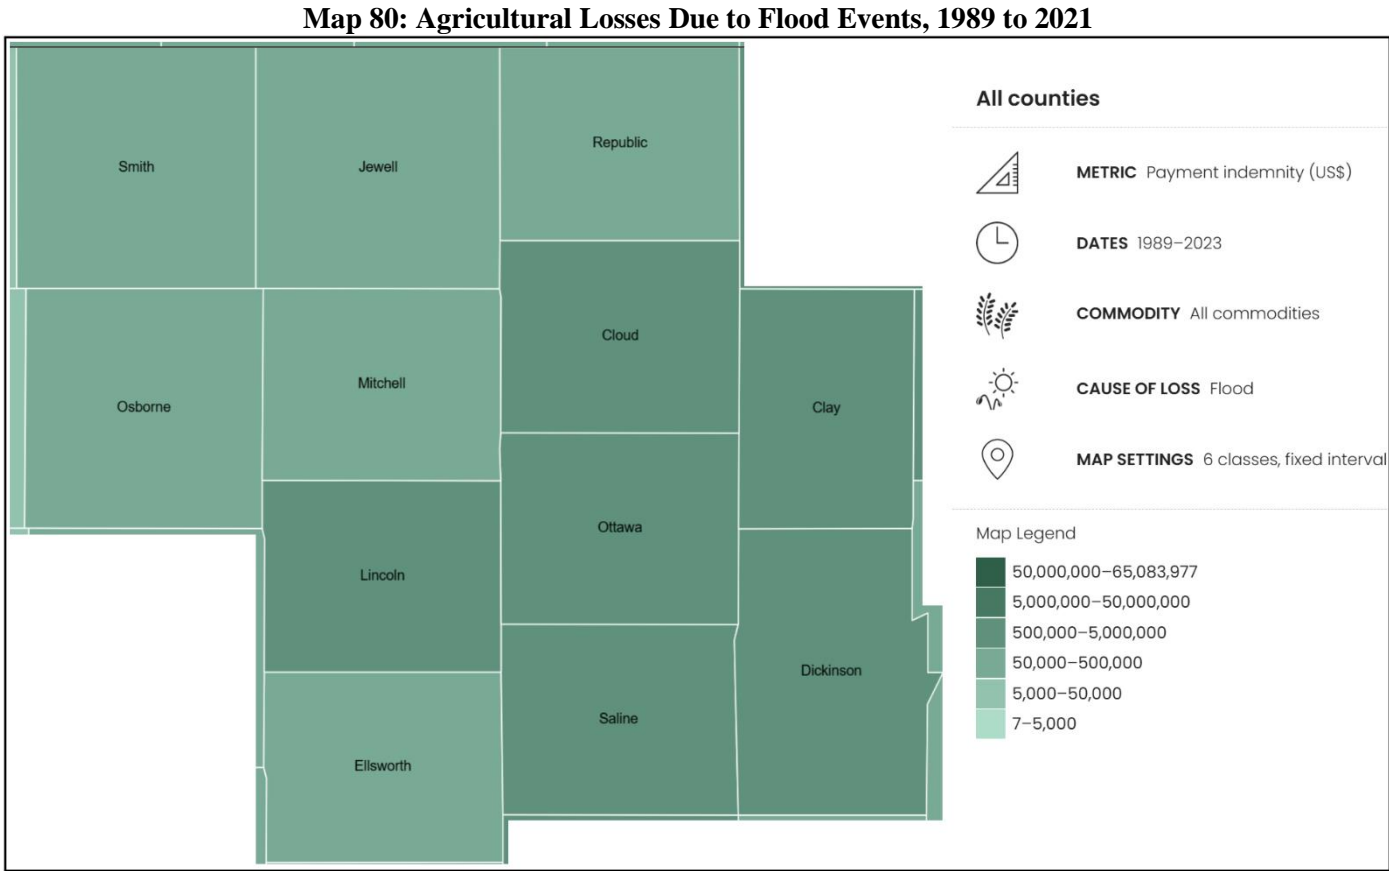 Map 80: Agricultural Losses Due to Flood Events, 1989 to 2021
Smith
Jewell
Republic
Cloud
Osborne
Mitchell
Clay
Lincoln
Ottawa
Dickinson
Saline
Ellsworth
All counties
METRIC Payment indemnity (US$)
DATES 1989–2023
COMMODITY All commodities
CAUSE OF LOSS Flood
MAP SETTINGS 6 classes, fixed interval
Map Legend
50,000,000–65,083,977
5,000,000–50,000,000
500,000–5,000,000
50,000–500,000
5,000–50,000
7–5,000